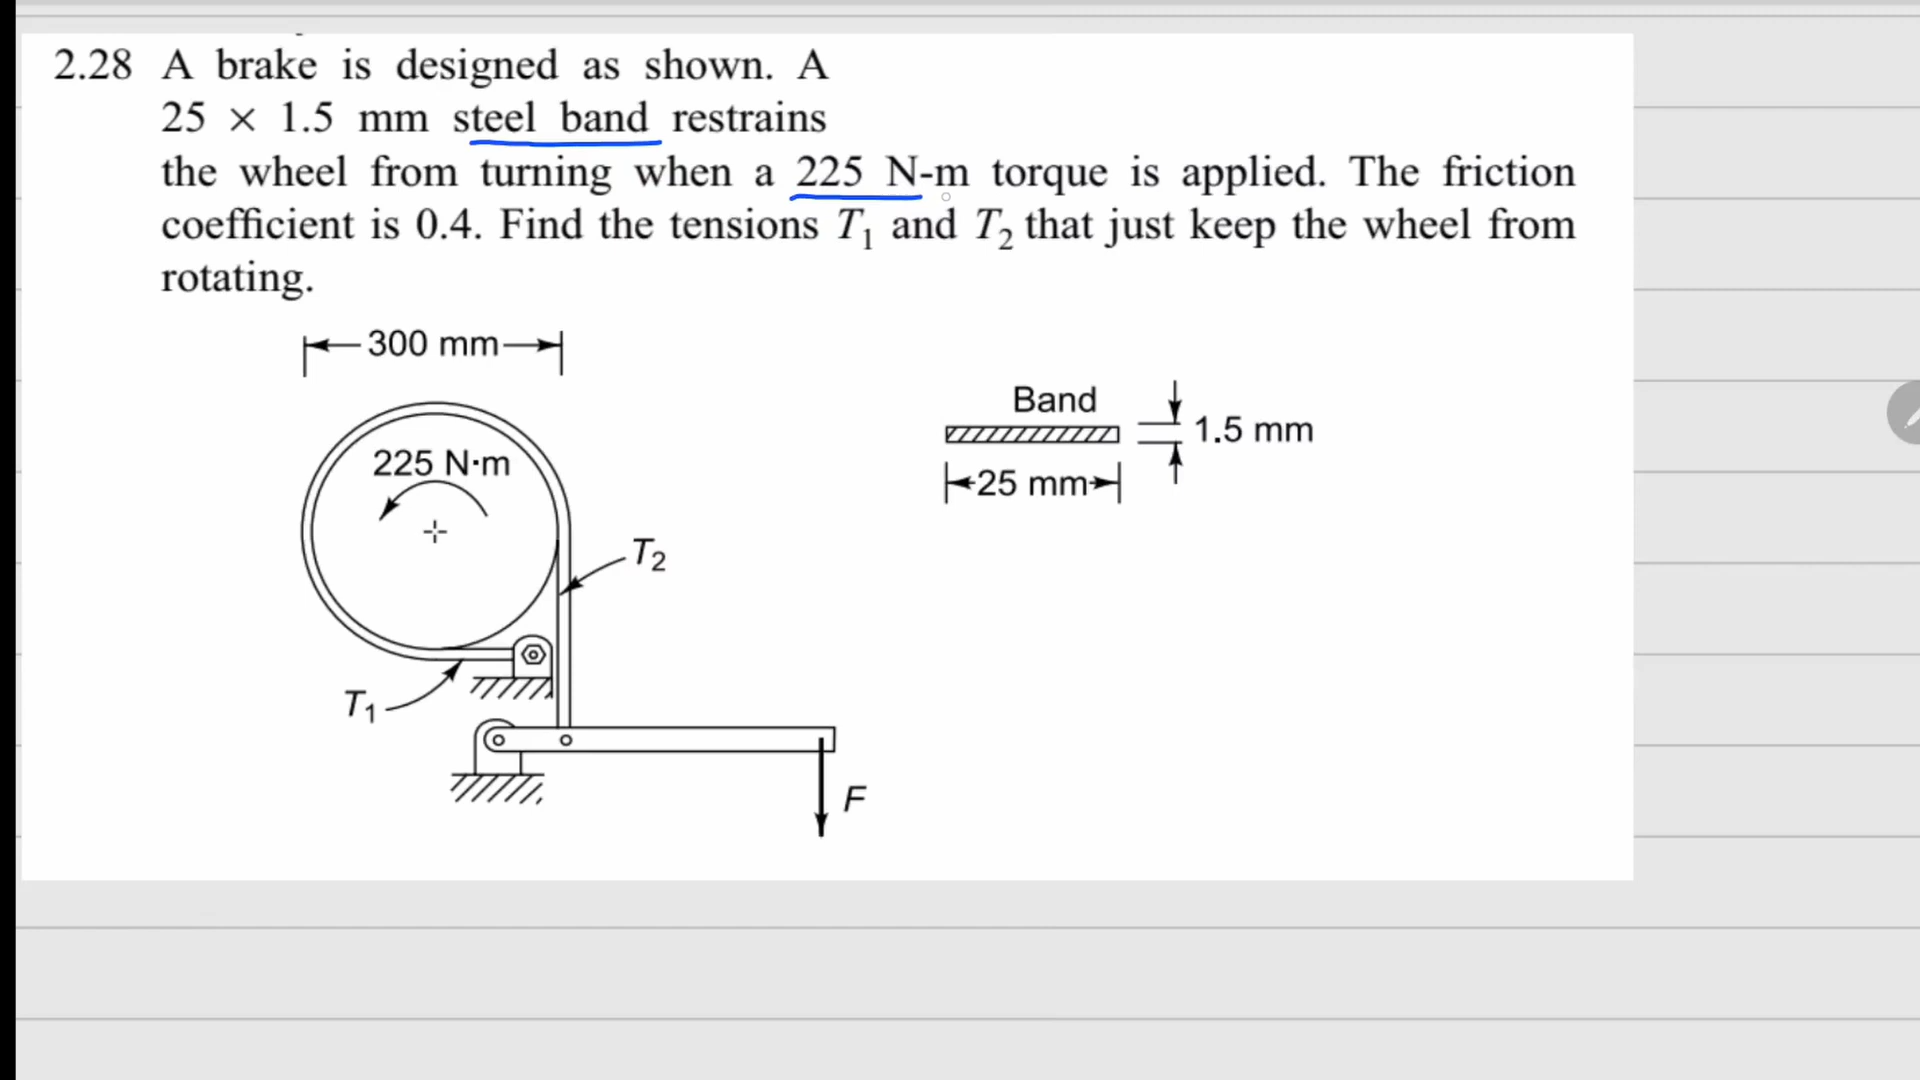 2.28 A brake is designed as shown. A
25 × 1.5 mm steel band restrains
the wheel from turning when a 225 N-m torque is applied. The friction
coefficient is 0.4. Find the tensions T₁ and T₂ that just keep the wheel from
rotating.
300 mm
Band
1.5 mm
225 N·m
25 mm
T₂
T₁
F